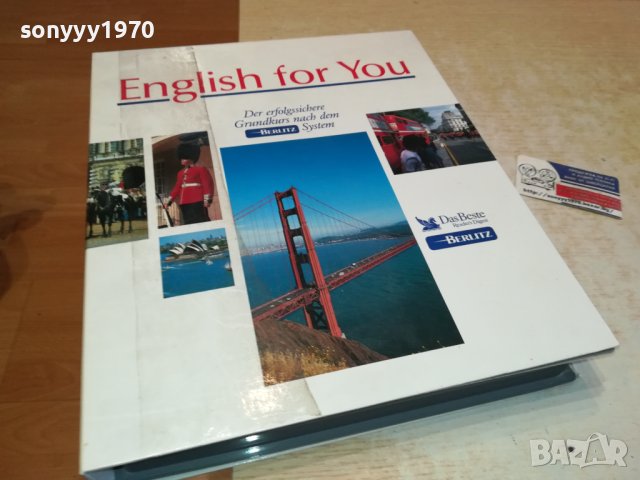 sonyyy1970
English for You
Der erfolgssichere
Grundkurs nach dem
BERLITZ System
Das Beste
Reader's Digest
BERLITZ
BAZAR